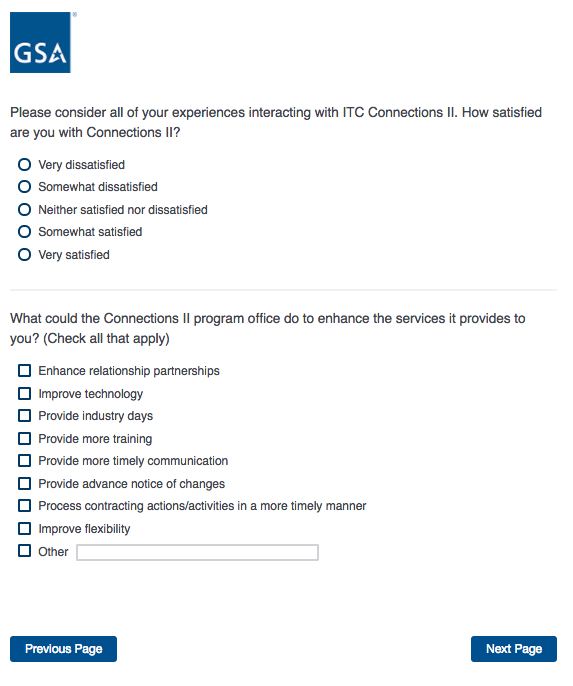 GSA
Please consider all of your experiences interacting with ITC Connections II. How satisfied
are you with Connections II?
Very dissatisfied
Somewhat dissatisfied
Neither satisfied nor dissatisfied
Somewhat satisfied
Very satisfied
What could the Connections II program office do to enhance the services it provides to
you? (Check all that apply)
Enhance relationship partnerships
Improve technology
Provide industry days
Provide more training
Provide more timely communication
Provide advance notice of changes
Process contracting actions/activities in a more timely manner
Improve flexibility
Other
Previous Page
Next Page